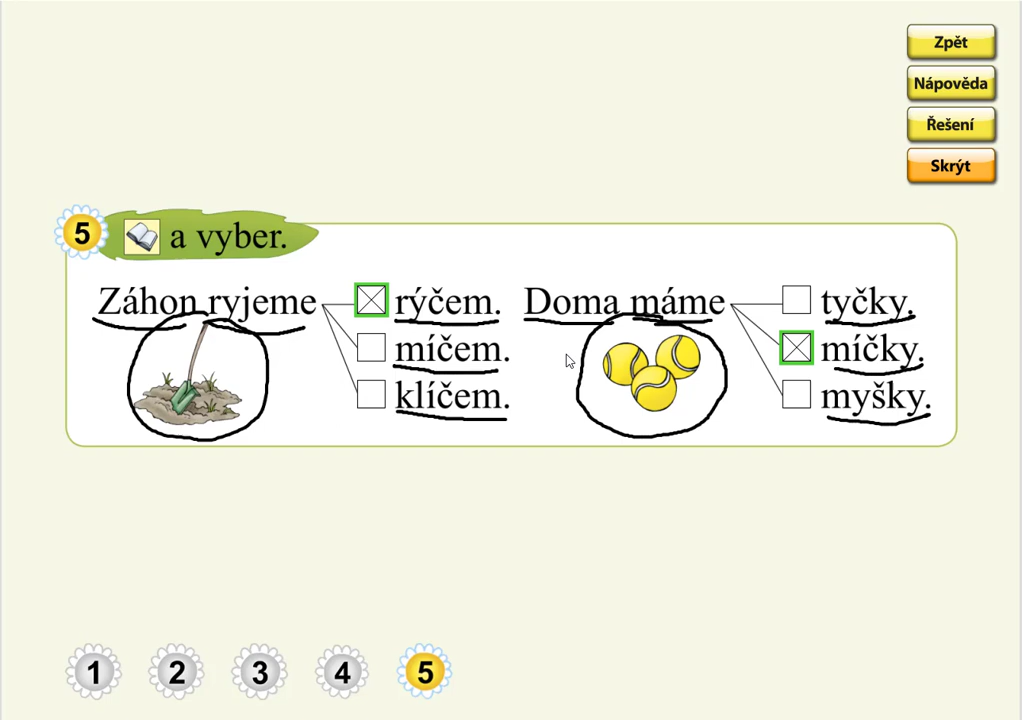 Zpět
Nápověda
Řešení
Skrýt
5 a vyber.
Záhon ryjeme rýčem. Doma máme tyčky.
míčem. míčky.
klíčem. myšky.
1 2 3 4 5